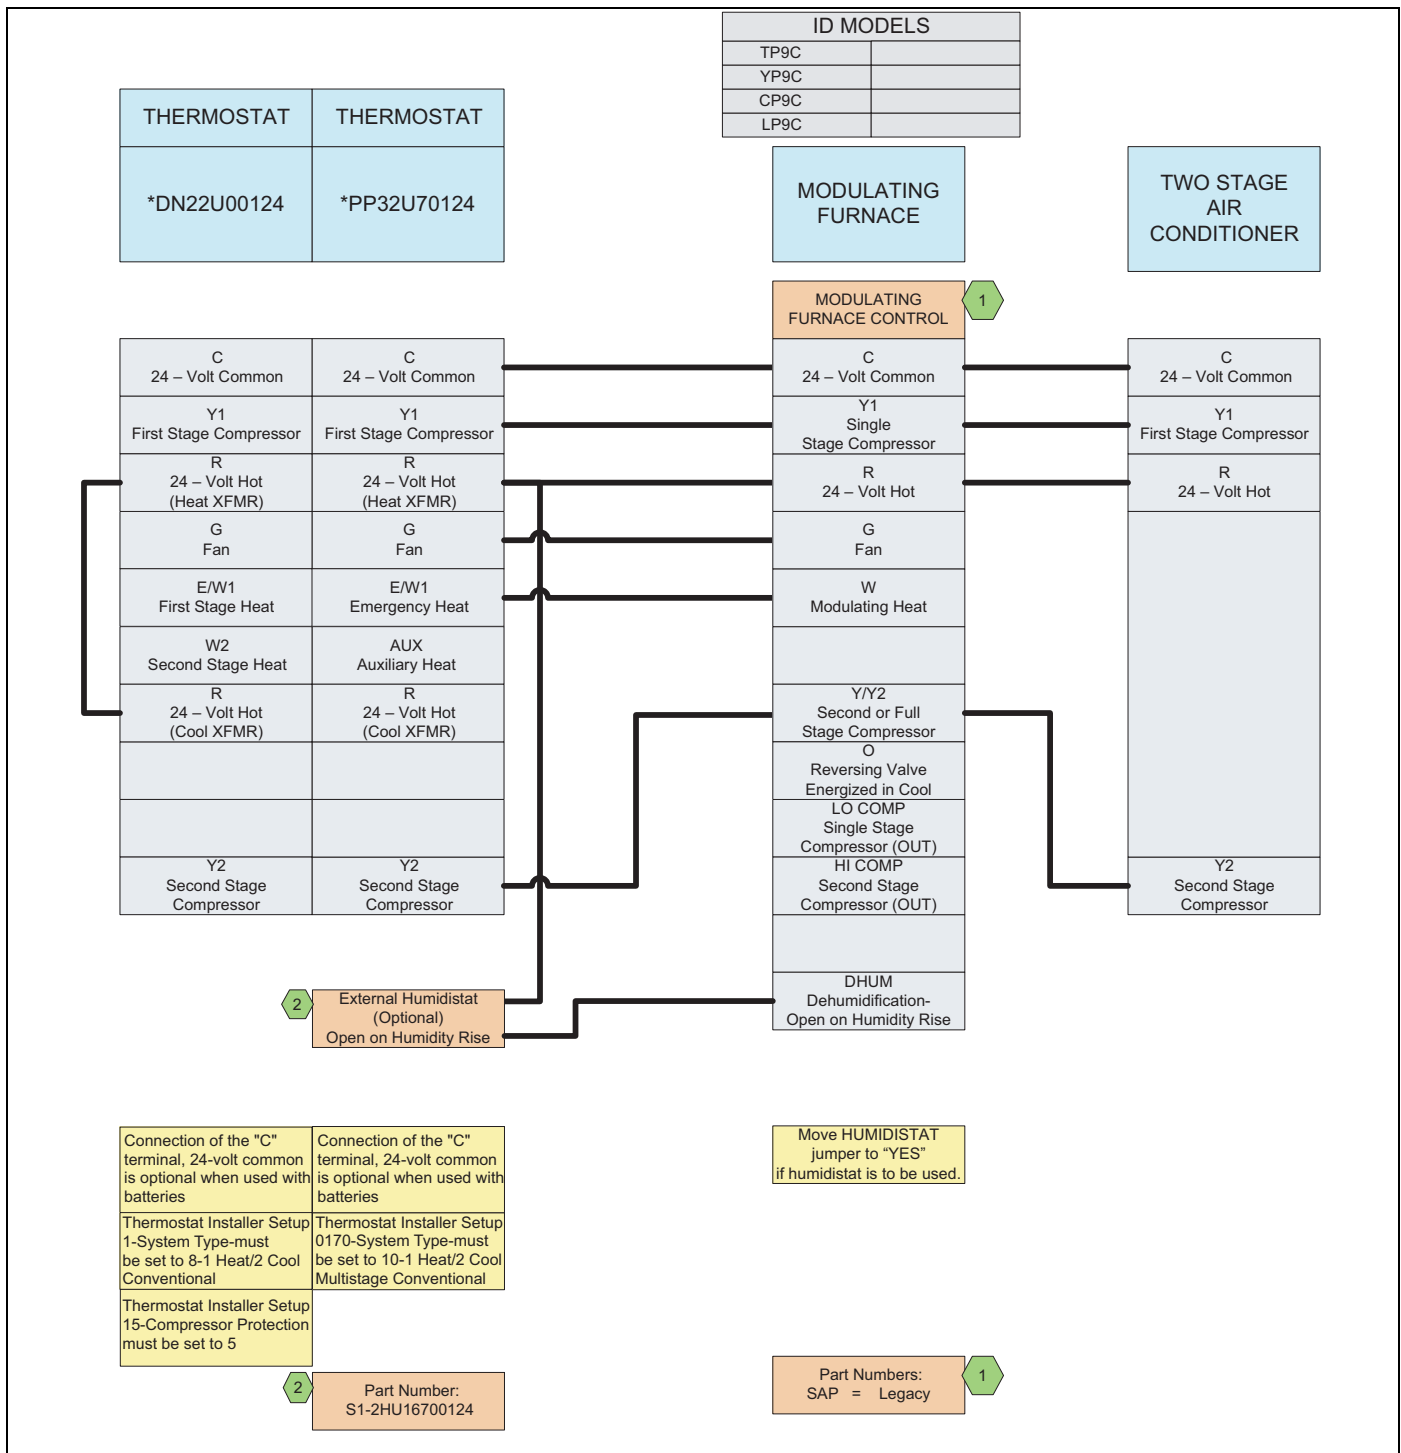 ID MODELS
TP9C
YP9C
CP9C
LP9C
THERMOSTAT
THERMOSTAT
*DN22U00124
*PP32U70124
MODULATING
FURNACE
TWO STAGE
AIR
CONDITIONER
MODULATING
FURNACE CONTROL
1
C
24 – Volt Common
C
24 – Volt Common
C
24 – Volt Common
C
24 – Volt Common
Y1
First Stage Compressor
Y1
First Stage Compressor
Y1
Single
Stage Compressor
Y1
First Stage Compressor
R
24 – Volt Hot
(Heat XFMR)
R
24 – Volt Hot
(Heat XFMR)
R
24 – Volt Hot
R
24 – Volt Hot
G
Fan
G
Fan
G
Fan
E/W1
First Stage Heat
E/W1
Emergency Heat
W
Modulating Heat
W2
Second Stage Heat
AUX
Auxiliary Heat
R
24 – Volt Hot
(Cool XFMR)
R
24 – Volt Hot
(Cool XFMR)
Y/Y2
Second or Full
Stage Compressor
O
Reversing Valve
Energized in Cool
LO COMP
Single Stage
Compressor (OUT)
Y2
Second Stage
Compressor
Y2
Second Stage
Compressor
HI COMP
Second Stage
Compressor (OUT)
Y2
Second Stage
Compressor
2
External Humidistat
(Optional)
Open on Humidity Rise
DHUM
Dehumidification-
Open on Humidity Rise
Connection of the "C"
terminal, 24-volt common
is optional when used with
batteries
Connection of the "C"
terminal, 24-volt common
is optional when used with
batteries
Move HUMIDISTAT
jumper to “YES”
if humidistat is to be used.
Thermostat Installer Setup
1-System Type-must
be set to 8-1 Heat/2 Cool
Conventional
Thermostat Installer Setup
0170-System Type-must
be set to 10-1 Heat/2 Cool
Multistage Conventional
Thermostat Installer Setup
15-Compressor Protection
must be set to 5
2
Part Number:
S1-2HU16700124
Part Numbers:
SAP = Legacy
1